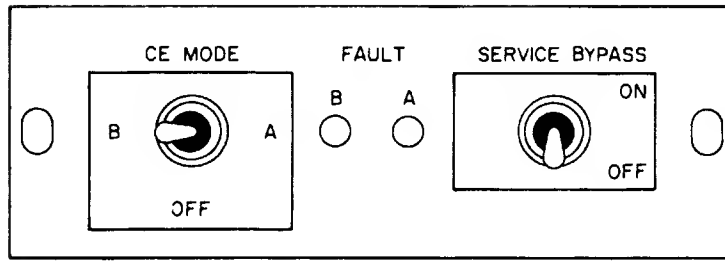 CE MODE
FAULT
SERVICE BYPASS
B
A
B
A
ON
OFF
OFF